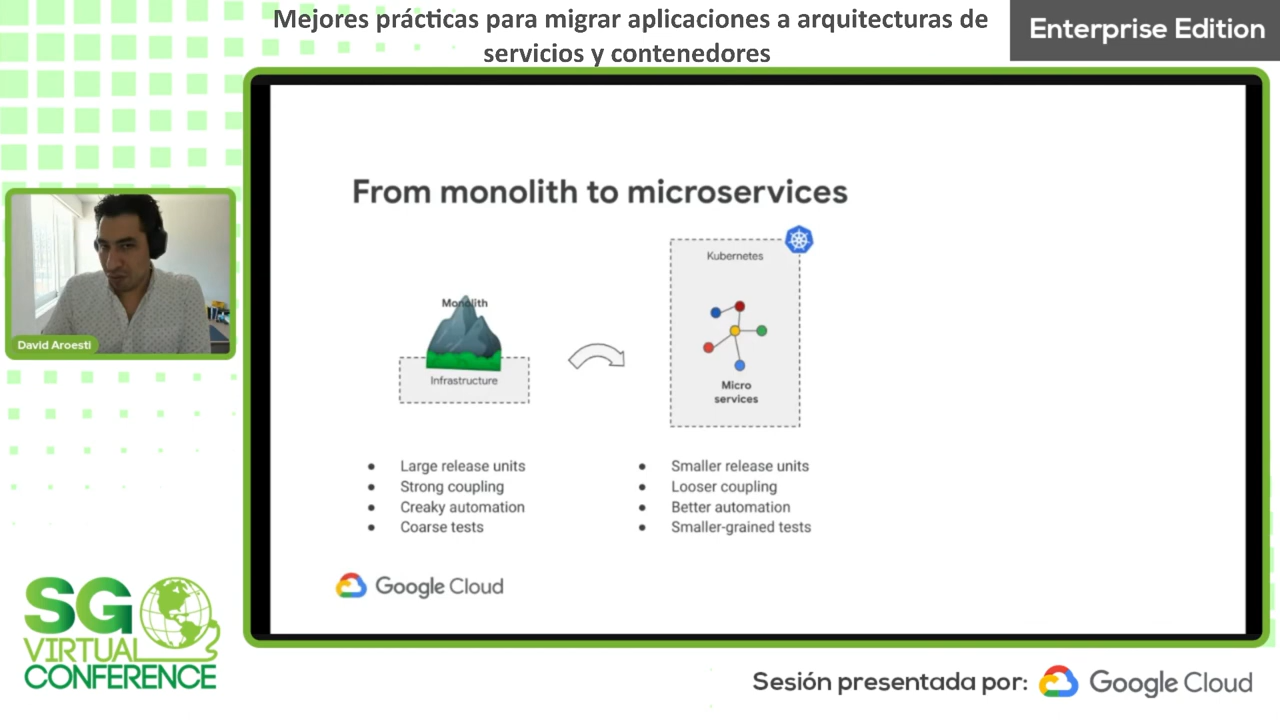 Mejores prácticas para migrar aplicaciones a arquitecturas de
servicios y contenedores
Enterprise Edition
From monolith to microservices
Kubernetes
Monolith
Infrastructure
Micro
services
Large release units
Strong coupling
Creaky automation
Coarse tests
Smaller release units
Looser coupling
Better automation
Smaller-grained tests
Google Cloud
David Aroesti
SG
VIRTUAL
CONFERENCE
Sesión presentada por:
Google Cloud